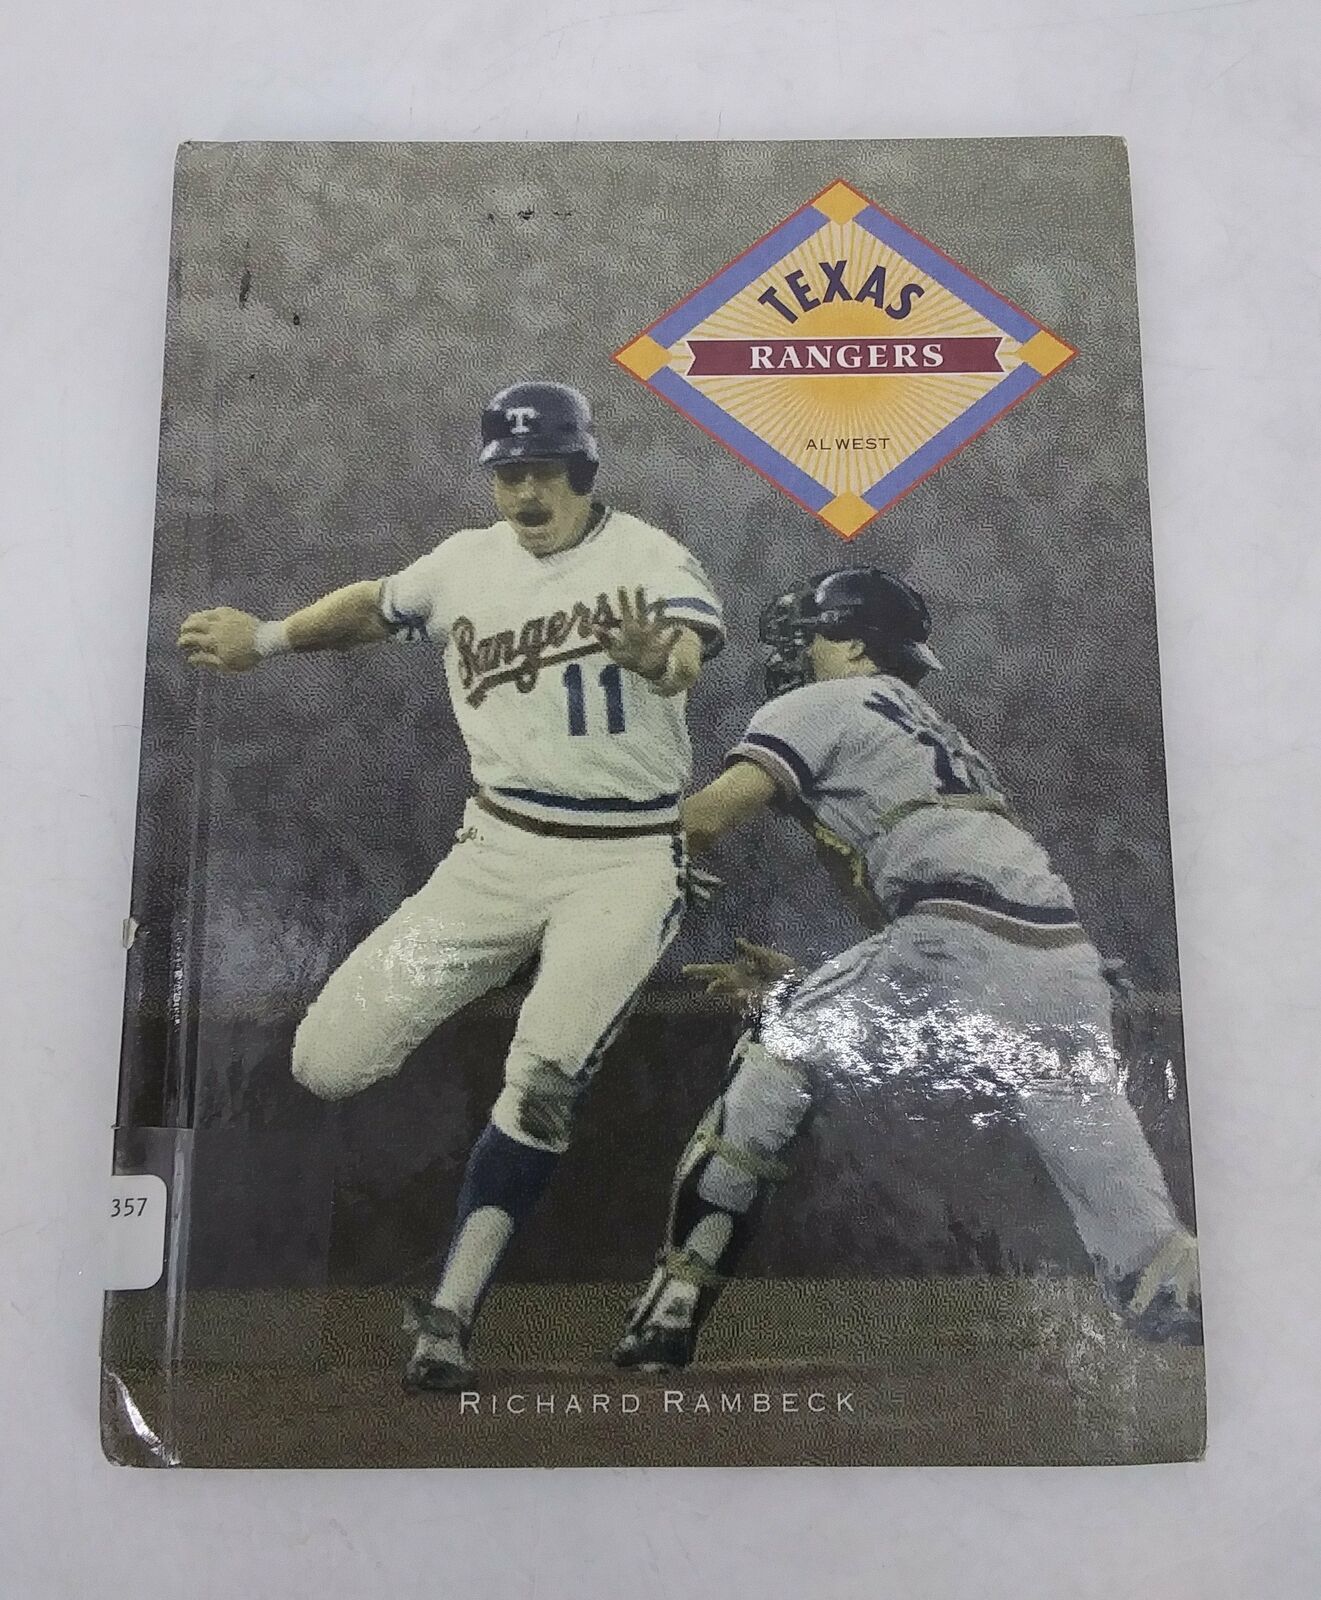 TEXAS
RANGERS
AL WEST
T
Rangers
11
357
RICHARD RAMBECK